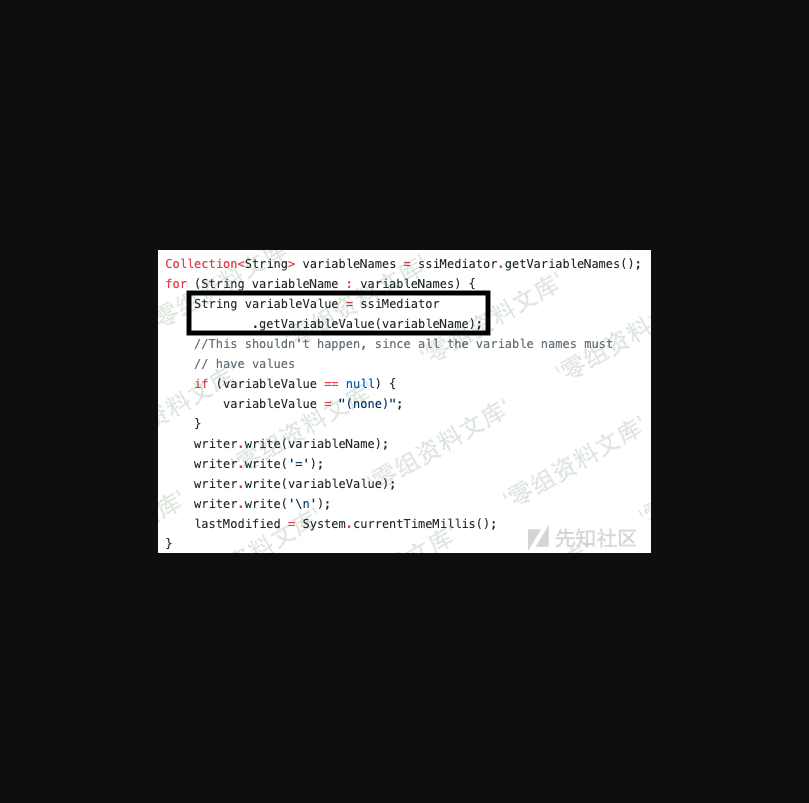 Collection<String> variableNames = ssiMediator.getVariableNames();
for (String variableName : variableNames) {
    String variableValue = ssiMediator
            .getVariableValue(variableName);
    //This shouldn't happen, since all the variable names must
    // have values
    if (variableValue == null) {
        variableValue = "(none)";
    }
    writer.write(variableName);
    writer.write('=');
    writer.write(variableValue);
    writer.write('\n');
    lastModified = System.currentTimeMillis();
}
先知社区
'零组资料文库'